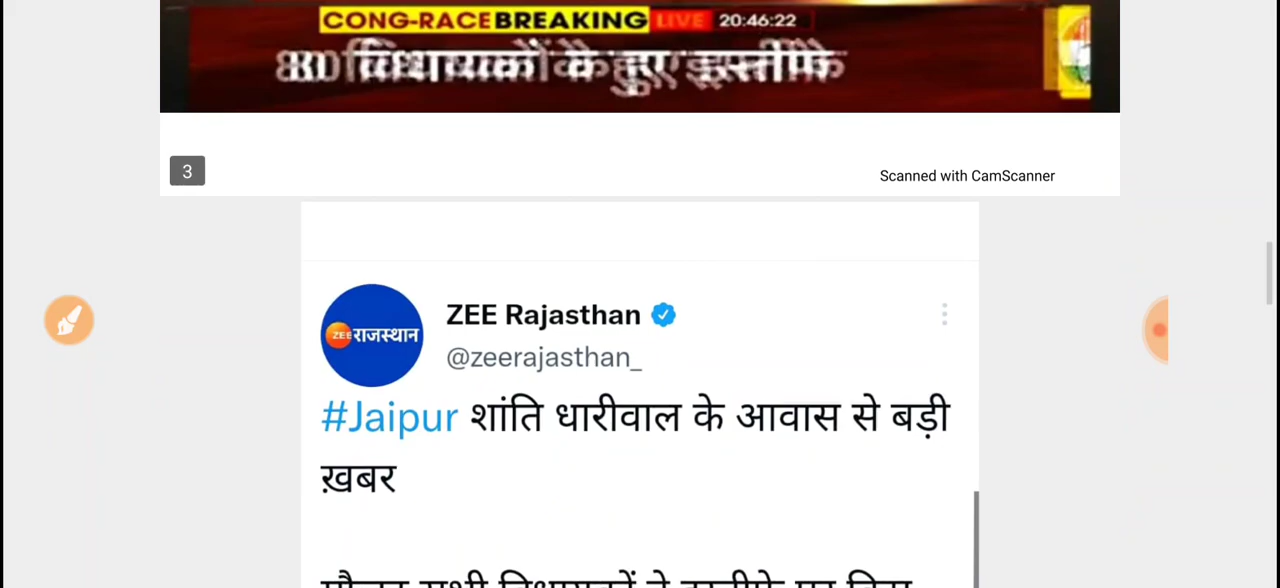 CONG-RACE BREAKING LIVE 20:46:22
विधायकों के हुए इस्तीफे
3
Scanned with CamScanner
ZEE राजस्थान
ZEE Rajasthan
@zeerajasthan_
#Jaipur शांति धारीवाल के आवास से बड़ी
ख़बर